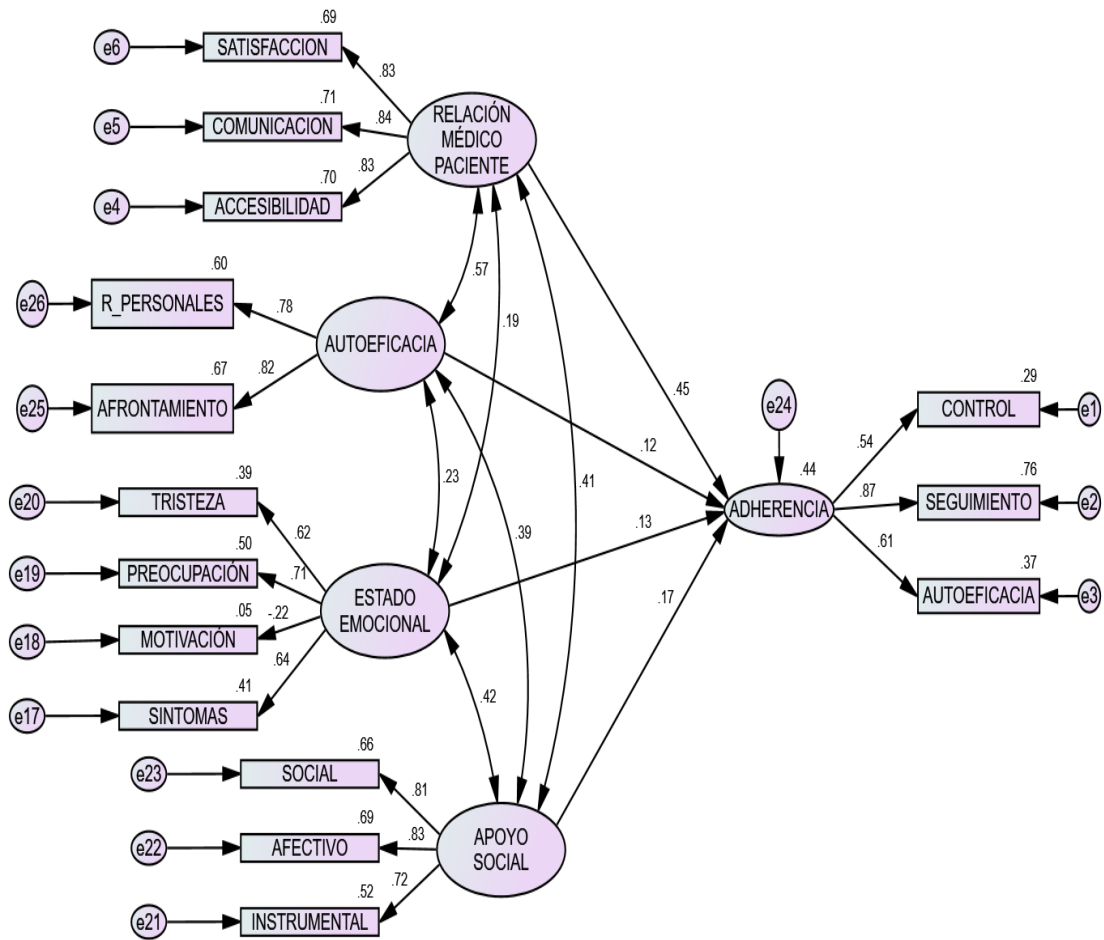 .69
e6
SATISFACCION
.83
.71
e5
COMUNICACION
.84
RELACIÓN
MÉDICO
PACIENTE
.83
.70
e4
ACCESIBILIDAD
.57
.19
.60
e26
R_PERSONALES
.78
AUTOEFICACIA
.67
.82
e25
AFRONTAMIENTO
.45
.12
.23
.39
.41
.13
.17
.42
e24
.44
ADHERENCIA
.29
.54
CONTROL
e1
.76
.87
SEGUIMIENTO
e2
.61
.37
AUTOEFICACIA
e3
.39
e20
TRISTEZA
.62
.50
e19
PREOCUPACIÓN
.71
ESTADO
EMOCIONAL
.05
-.22
e18
MOTIVACIÓN
.64
.41
e17
SINTOMAS
.66
e23
SOCIAL
.81
.69
e22
AFECTIVO
.83
APOYO
SOCIAL
.72
.52
e21
INSTRUMENTAL